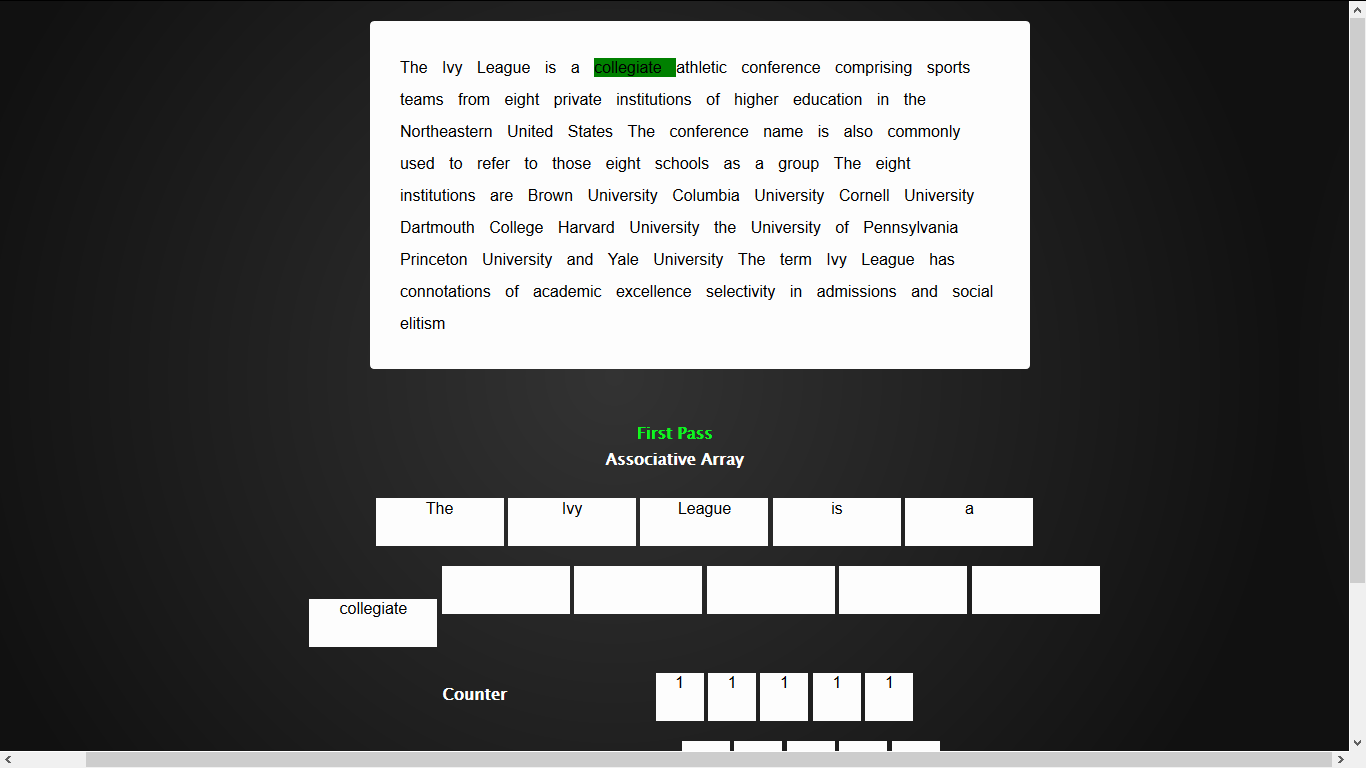 The Ivy League is a collegiate athletic conference comprising sports
teams from eight private institutions of higher education in the
Northeastern United States The conference name is also commonly
used to refer to those eight schools as a group The eight
institutions are Brown University Columbia University Cornell University
Dartmouth College Harvard University the University of Pennsylvania
Princeton University and Yale University The term Ivy League has
connotations of academic excellence selectivity in admissions and social
elitism
First Pass
Associative Array
The Ivy League is a
collegiate
Counter 1 1 1 1 1